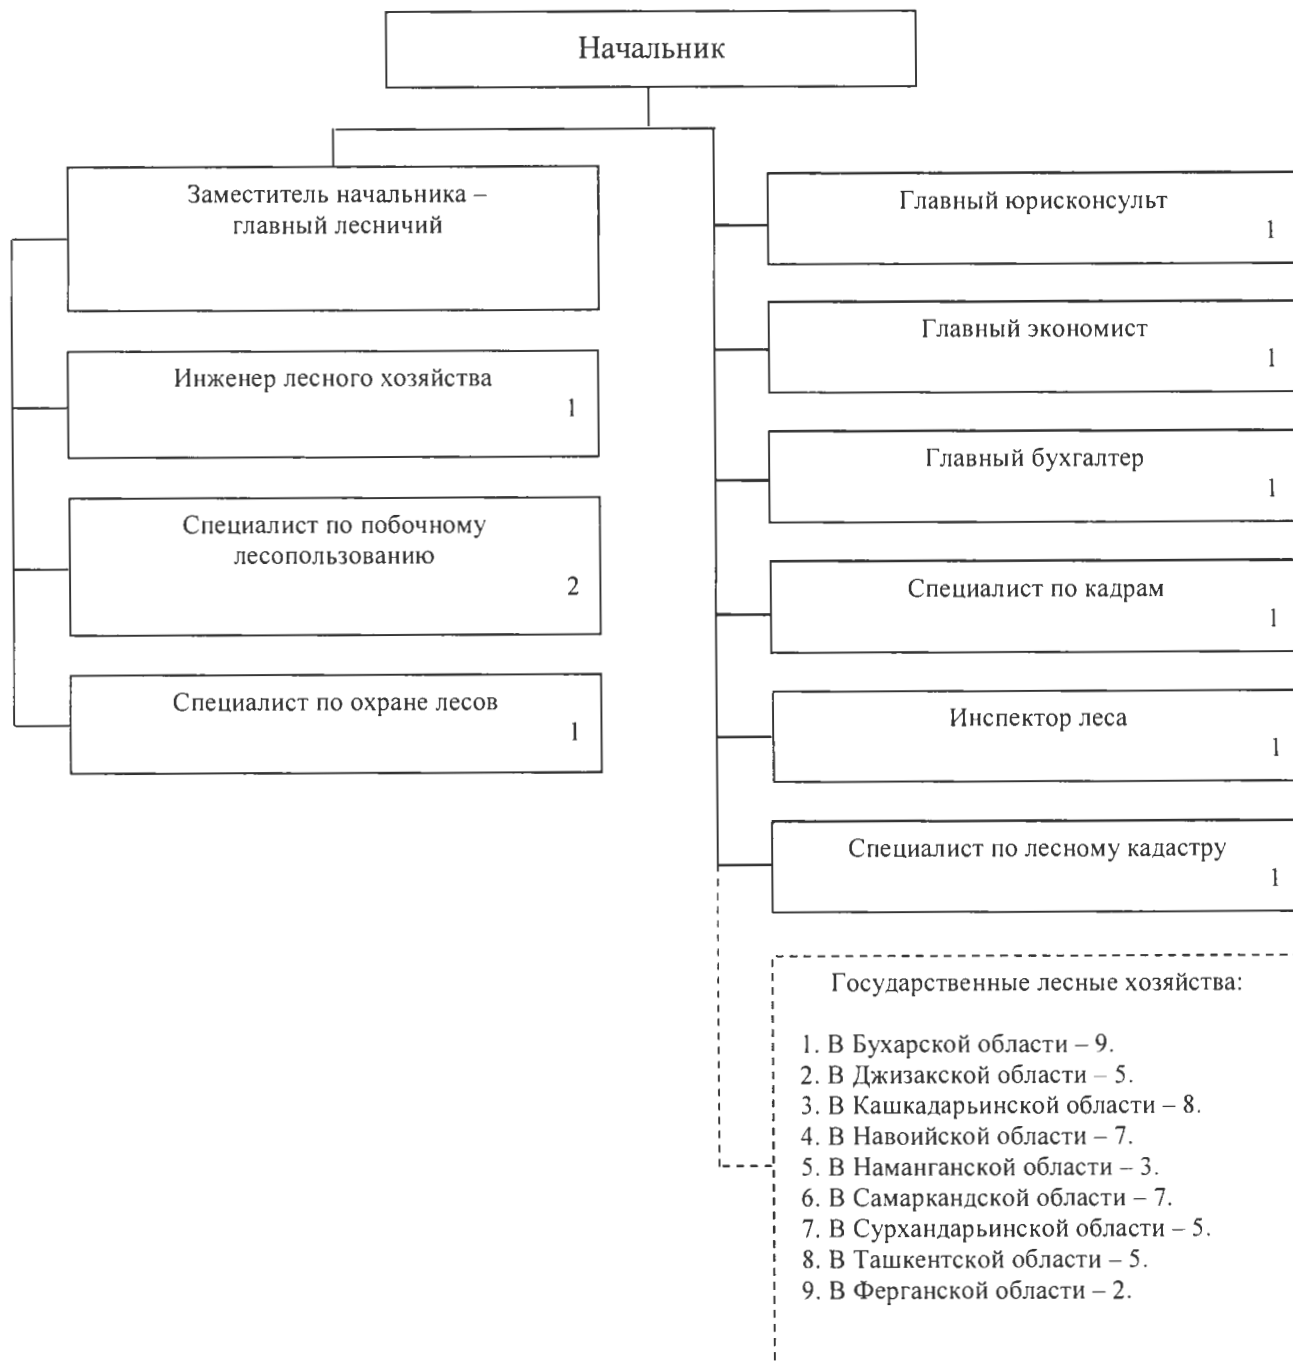 Начальник
Заместитель начальника –
главный лесничий
Инженер лесного хозяйства
1
Специалист по побочному
лесопользованию
2
Специалист по охране лесов
1
Главный юрисконсульт
1
Главный экономист
1
Главный бухгалтер
1
Специалист по кадрам
1
Инспектор леса
1
Специалист по лесному кадастру
1
Государственные лесные хозяйства:
1. В Бухарской области – 9.
2. В Джизакской области – 5.
3. В Кашкадарьинской области – 8.
4. В Навоийской области – 7.
5. В Наманганской области – 3.
6. В Самаркандской области – 7.
7. В Сурхандарьинской области – 5.
8. В Ташкентской области – 5.
9. В Ферганской области – 2.